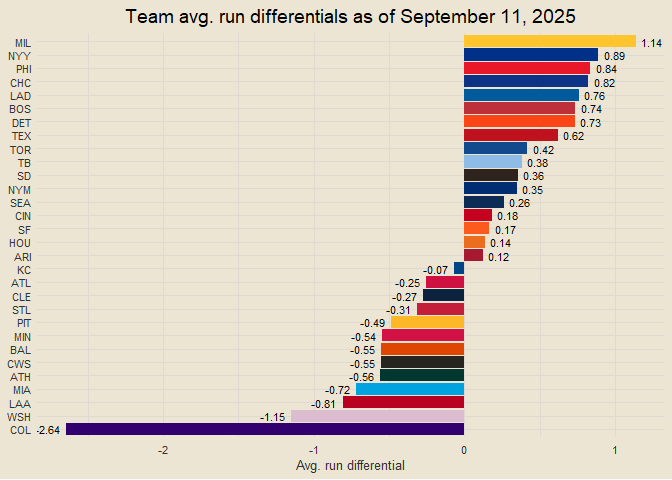 Team avg. run differentials as of September 11, 2025
MIL 1.14
NYY 0.89
PHI 0.84
CHC 0.82
LAD 0.76
BOS 0.74
DET 0.73
TEX 0.62
TOR 0.42
TB 0.38
SD 0.36
NYM 0.35
SEA 0.26
CIN 0.18
SF 0.17
HOU 0.14
ARI 0.12
KC -0.07
ATL -0.25
CLE -0.27
STL -0.31
PIT -0.49
MIN -0.54
BAL -0.55
CWS -0.55
ATH -0.56
MIA -0.72
LAA -0.81
WSH -1.15
COL -2.64
-2 -1 0 1
Avg. run differential